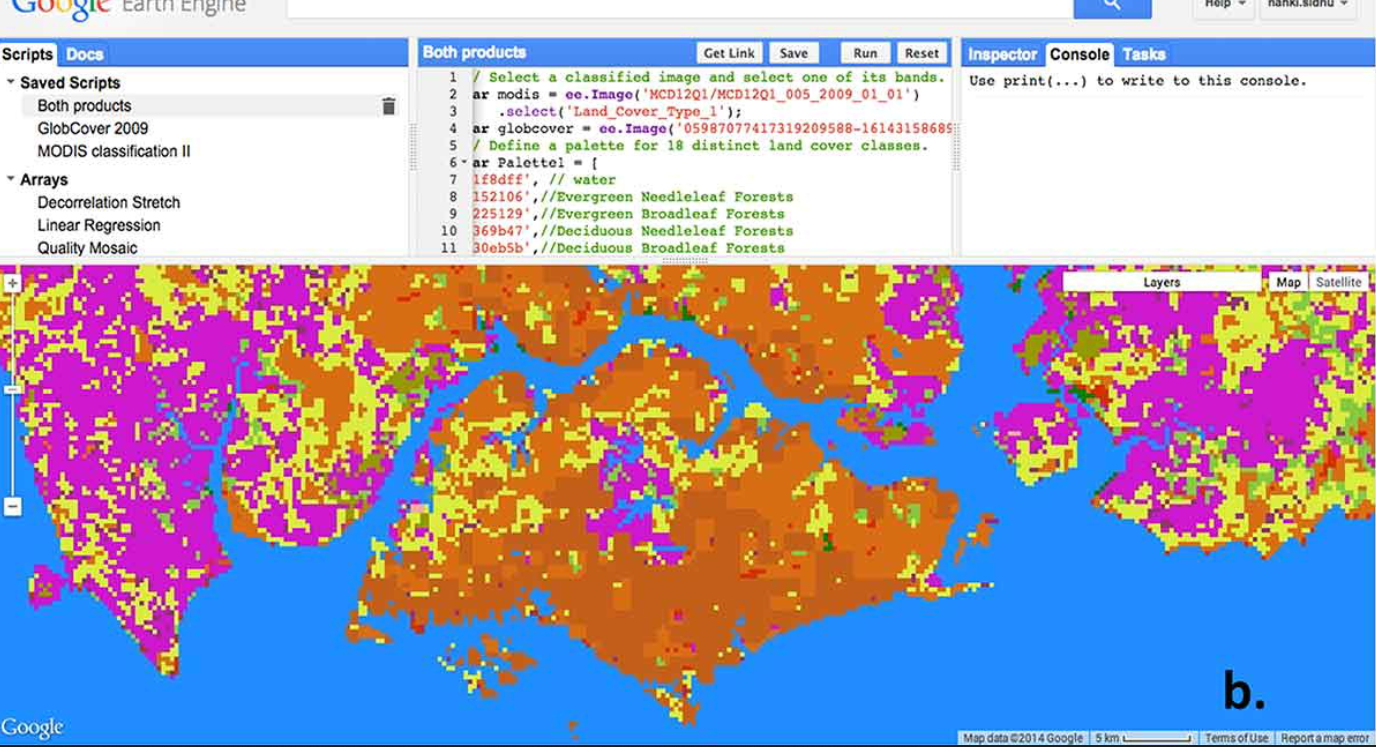 Google Earth Engine
Help
nanki.sidhu
Scripts Docs
Saved Scripts
Both products
GlobCover 2009
MODIS classification II
Arrays
Decorrelation Stretch
Linear Regression
Quality Mosaic
Both products Get Link Save Run Reset
1 / Select a classified image and select one of its bands.
2 ar modis = ee.Image('MCD12Q1/MCD12Q1_005_2009_01_01')
3 .select('Land_Cover_Type_1');
4 ar globcover = ee.Image('05987077417319209588-16143158689
5 / Define a palette for 18 distinct land cover classes.
6 ar Palette1 = [
7 1f8dff', // water
8 152106',//Evergreen Needleleaf Forests
9 225129',//Evergreen Broadleaf Forests
10 369b47',//Deciduous Needleleaf Forests
11 30eb5b',//Deciduous Broadleaf Forests
Inspector Console Tasks
Use print(...) to write to this console.
Layers Map Satellite
b.
Google
Map data ©2014 Google 5 km Terms of Use Report a map error